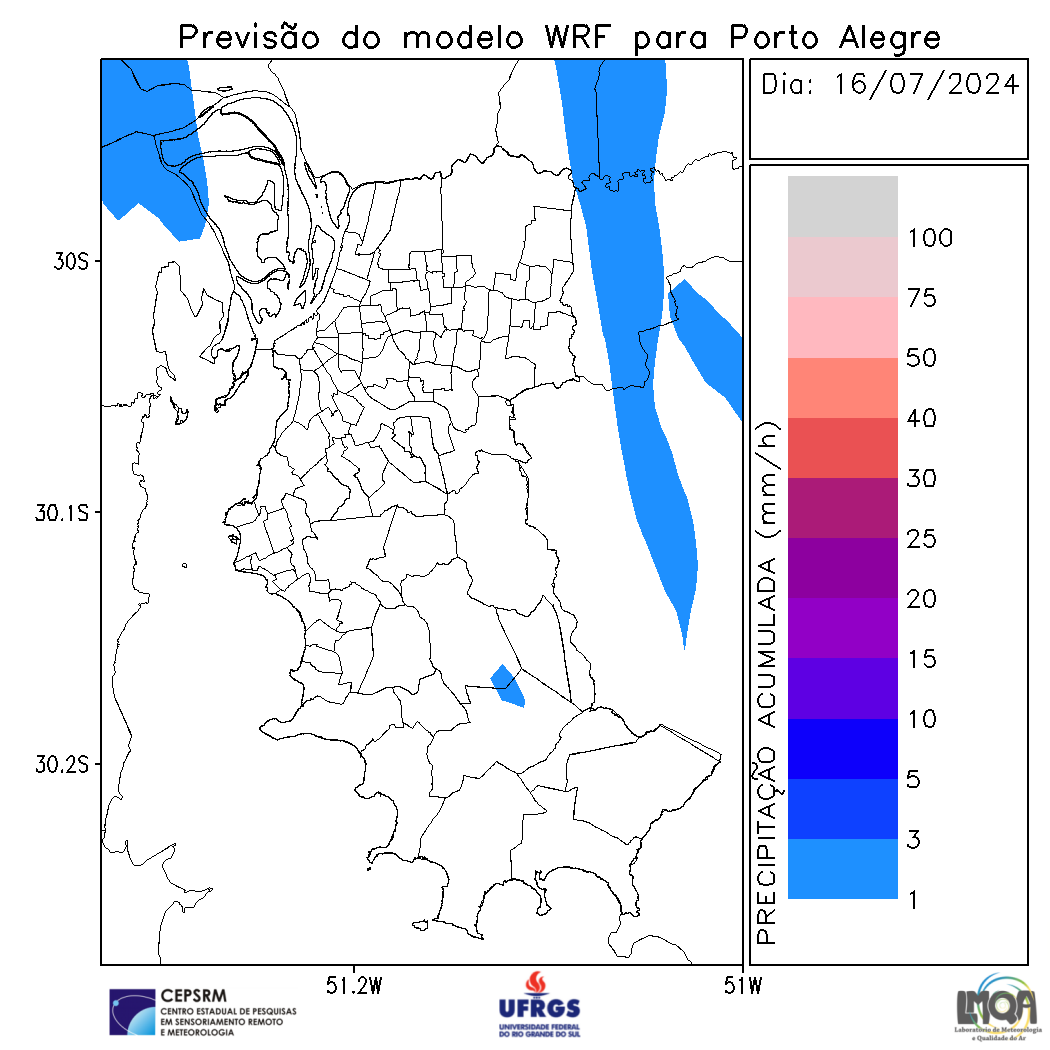 Previsão do modelo WRF para Porto Alegre
Dia: 16/07/2024
30S
30.1S
30.2S
51.2W
51W
PRECIPITAÇÃO ACUMULADA (mm/h)
100
75
50
40
30
25
20
15
10
5
3
1
CEPSRM
CENTRO ESTADUAL DE PESQUISAS
EM SENSORIAMENTO REMOTO
E METEOROLOGIA
UFRGS
UNIVERSIDADE FEDERAL
DO RIO GRANDE DO SUL
LMQA
Laboratório de Meteorologia
e Qualidade do Ar